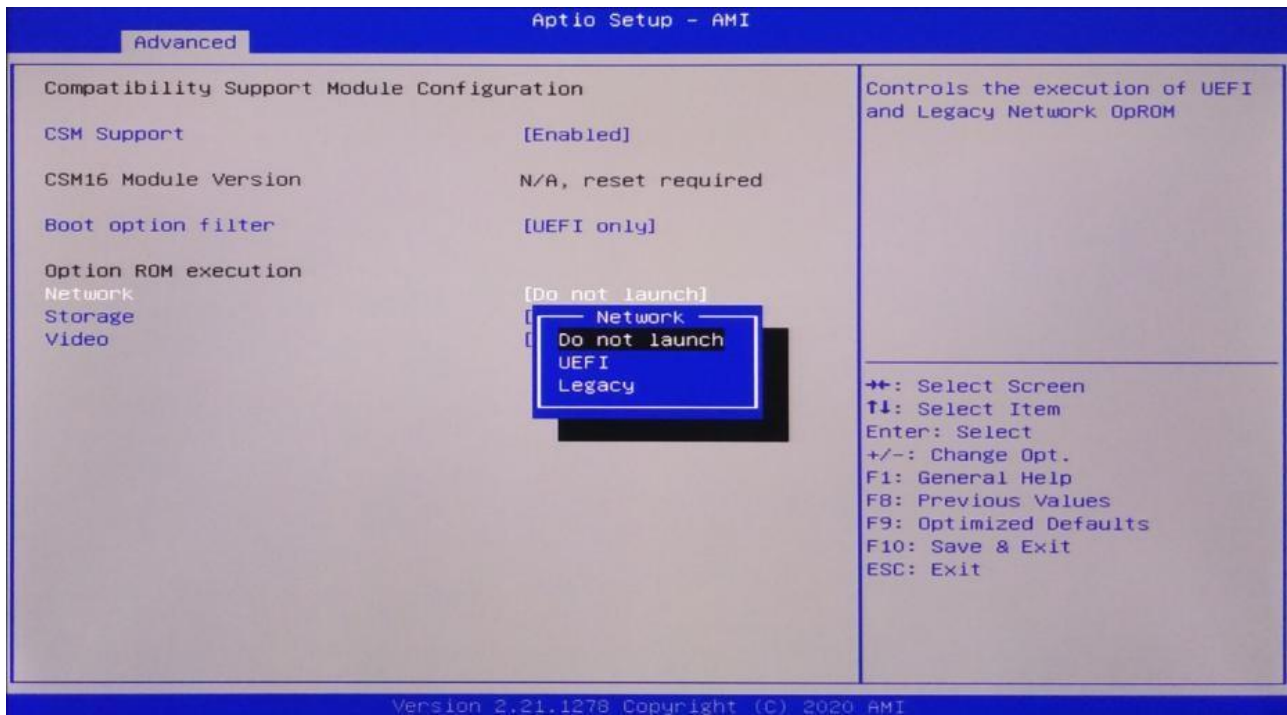 Aptio Setup - AMI
Advanced
Compatibility Support Module Configuration
CSM Support [Enabled]
CSM16 Module Version N/A, reset required
Boot option filter [UEFI only]
Option ROM execution
Network [Do not launch]
Storage [
Video [
Network
Do not launch
UEFI
Legacy
Controls the execution of UEFI
and Legacy Network OpROM
→←: Select Screen
↑↓: Select Item
Enter: Select
+/-: Change Opt.
F1: General Help
F8: Previous Values
F9: Optimized Defaults
F10: Save & Exit
ESC: Exit
Version 2.21.1278 Copyright (C) 2020 AMI